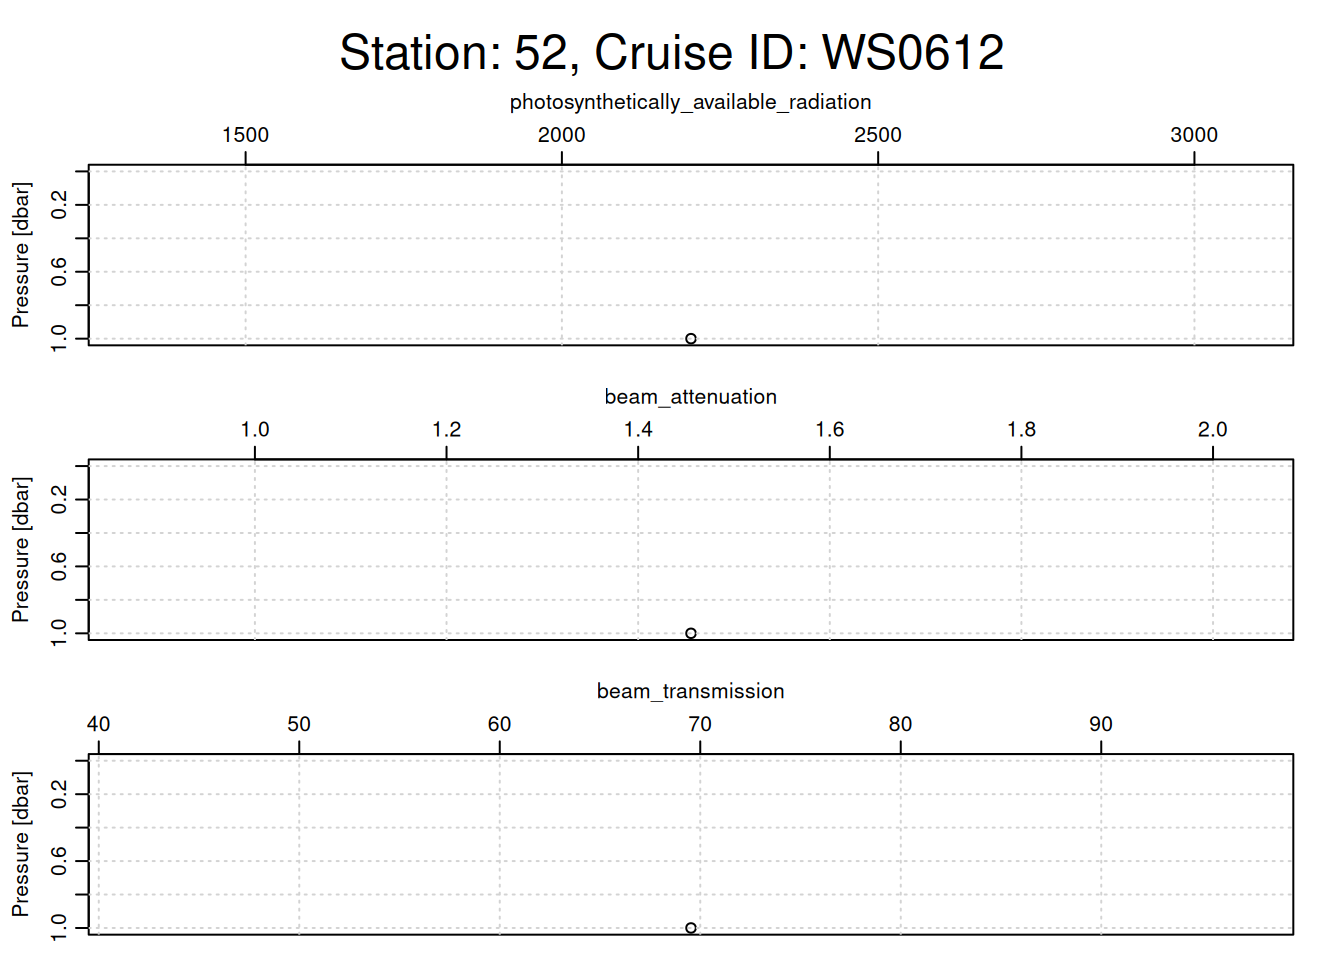 Station: 52, Cruise ID: WS0612
photosynthetically_available_radiation
1500 2000 2500 3000
Pressure [dbar]
0.2
0.6
1.0
beam_attenuation
1.0 1.2 1.4 1.6 1.8 2.0
Pressure [dbar]
0.2
0.6
1.0
beam_transmission
40 50 60 70 80 90
Pressure [dbar]
0.2
0.6
1.0